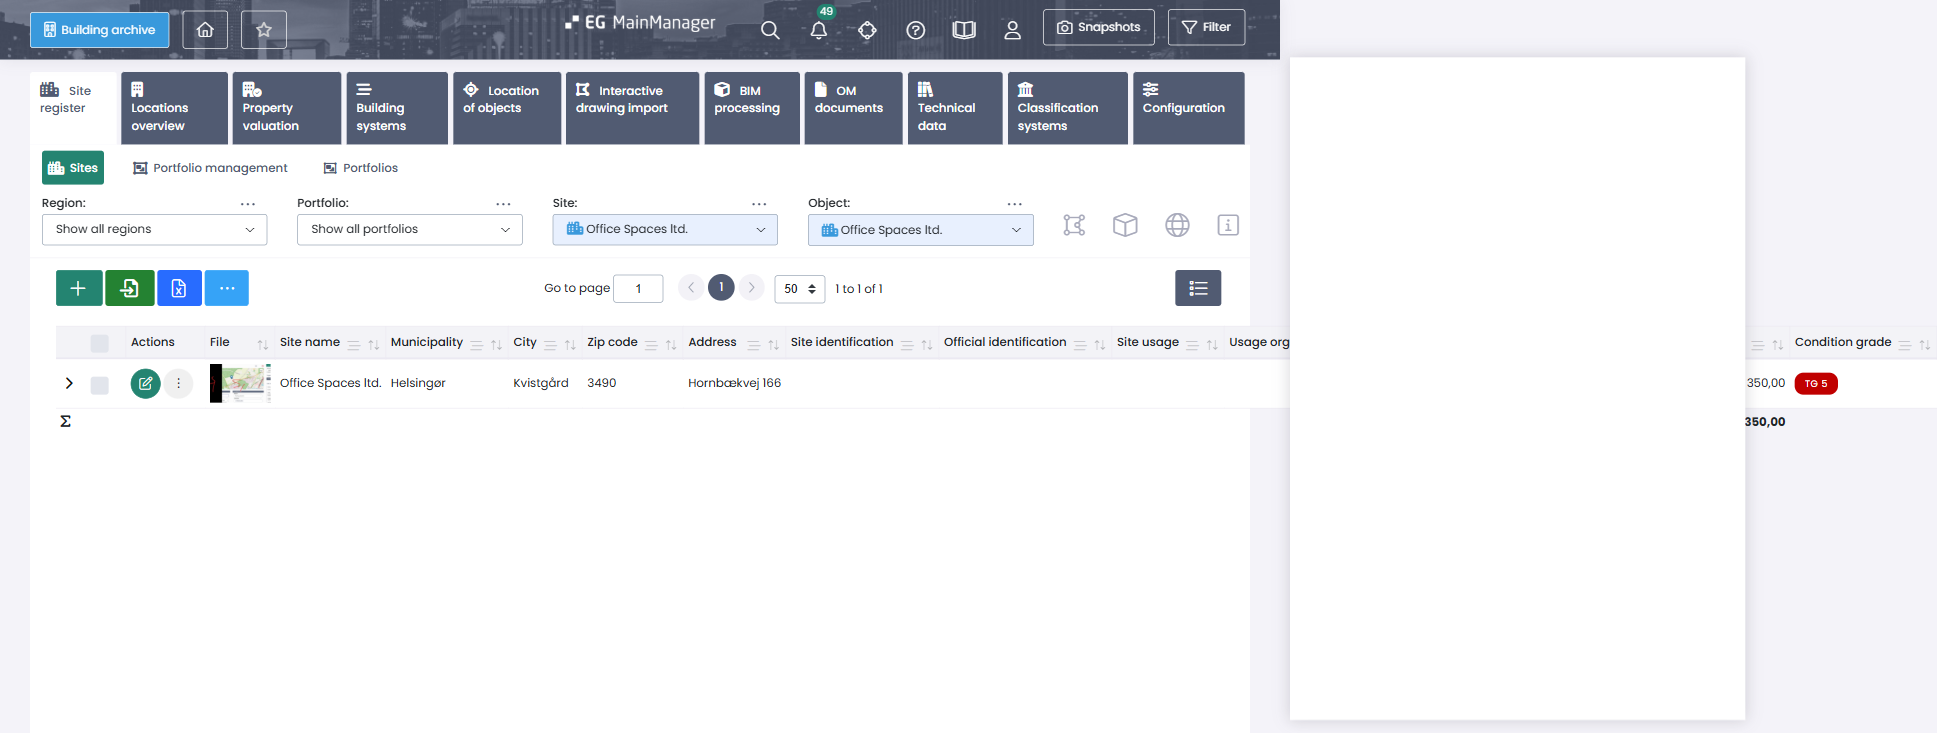 Building archive
EG MainManager
49
Snapshots
Filter
Site register
Locations overview
Property valuation
Building systems
Location of objects
Interactive drawing import
BIM processing
OM documents
Technical data
Classification systems
Configuration
Sites
Portfolio management
Portfolios
Region:
Portfolio:
Site:
Object:
Show all regions
Show all portfolios
Office Spaces ltd.
Office Spaces ltd.
Go to page 1
1
50
1 to 1 of 1
Actions File Site name Municipality City Zip code Address Site identification Official identification Site usage Usage org Condition grade
Office Spaces ltd. Helsingør Kvistgård 3490 Hornbækvej 166 350,00 TG 5
Σ 350,00